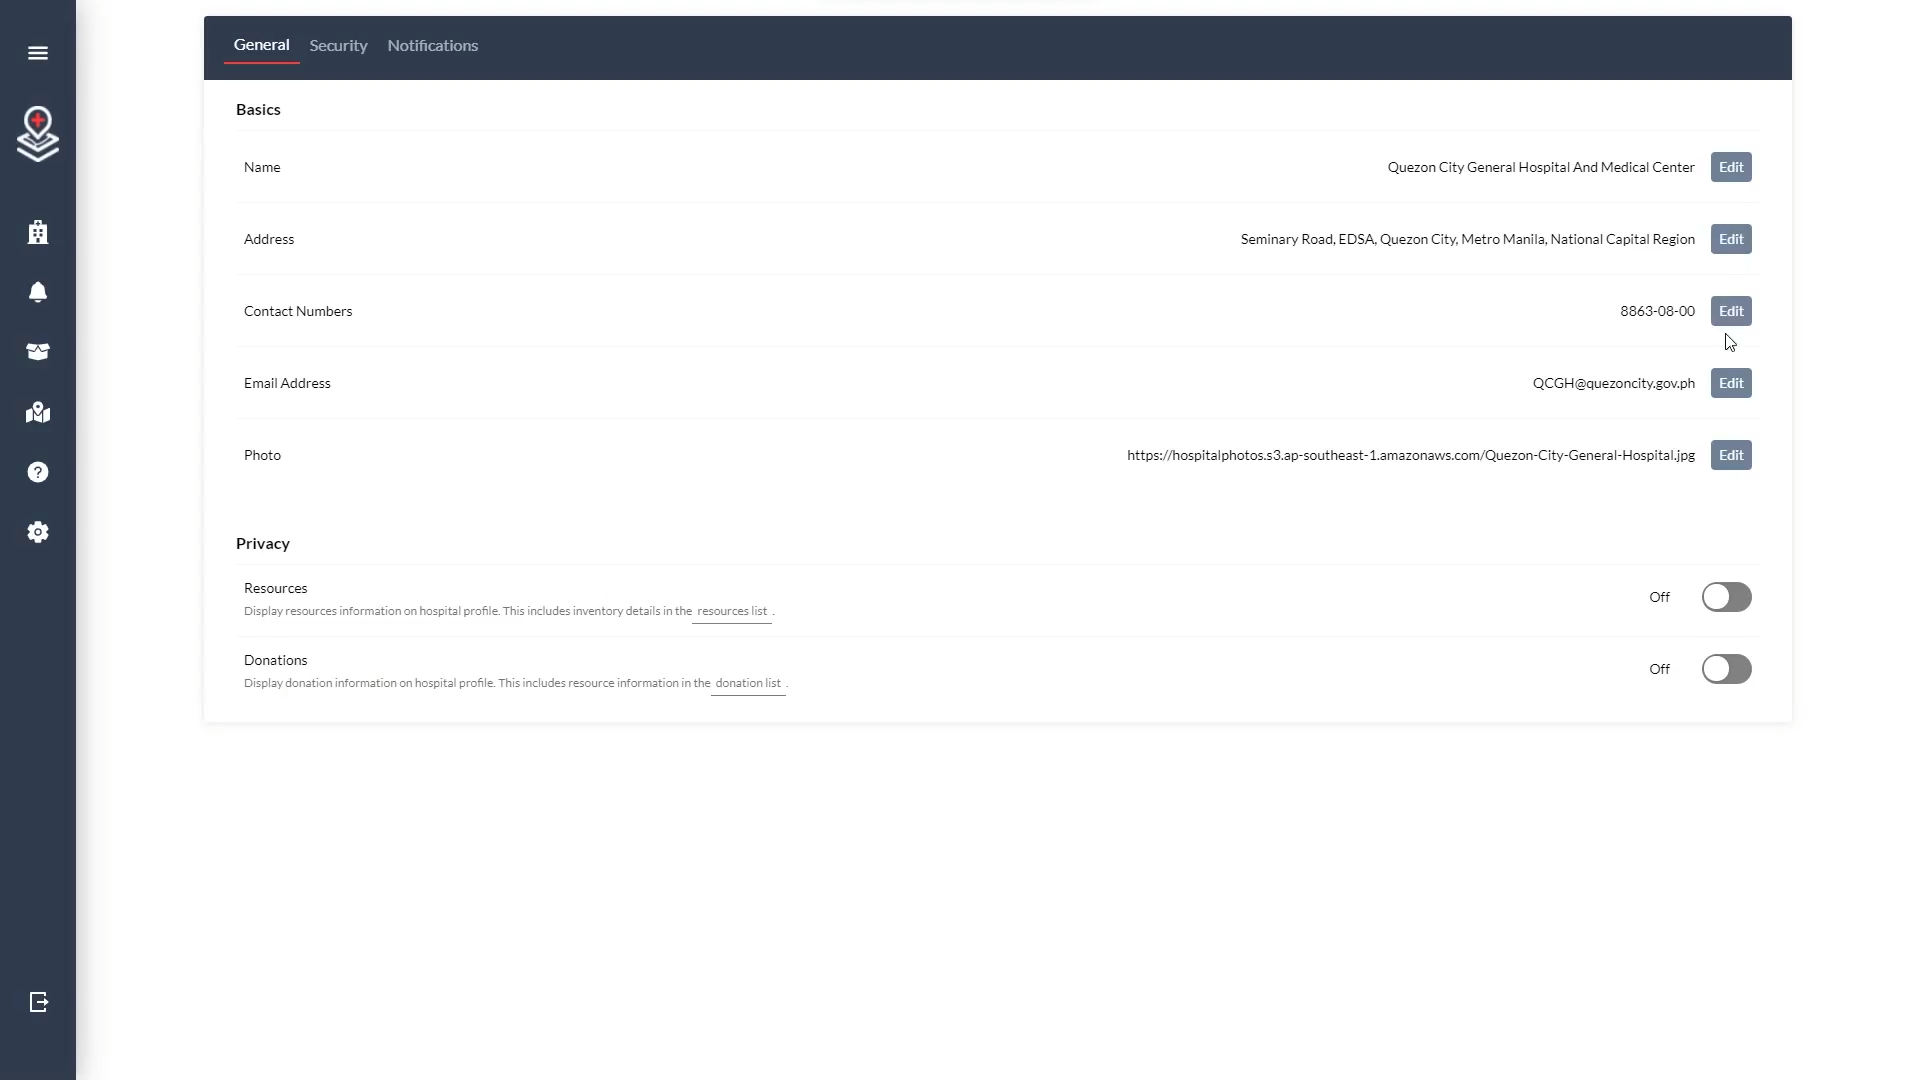 General Security Notifications
Basics
Name Quezon City General Hospital And Medical Center Edit
Address Seminary Road, EDSA, Quezon City, Metro Manila, National Capital Region Edit
Contact Numbers 8863-08-00 Edit
Email Address QCGH@quezoncity.gov.ph Edit
Photo https://hospitalphotos.s3.ap-southeast-1.amazonaws.com/Quezon-City-General-Hospital.jpg Edit
Privacy
Resources
Display resources information on hospital profile. This includes inventory details in the resources list .
Off
Donations
Display donation information on hospital profile. This includes resource information in the donation list .
Off